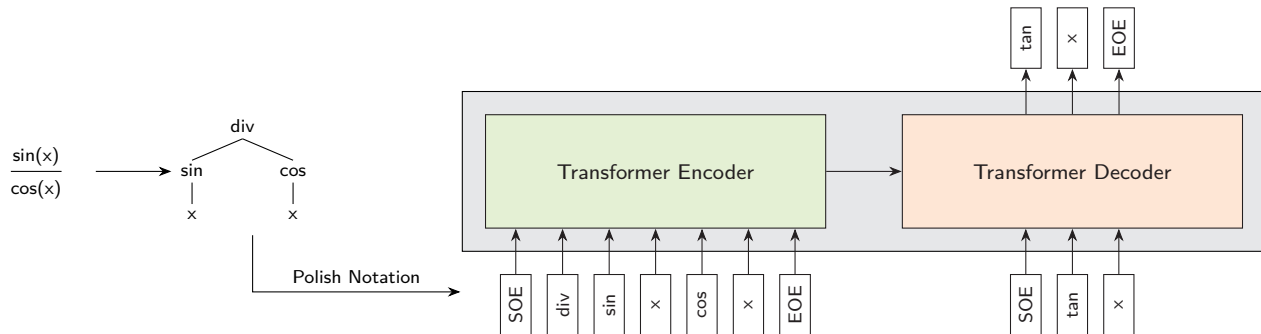 sin(x)
cos(x)
div
sin cos
x x
Polish Notation
Transformer Encoder
SOE div sin x cos x EOE
Transformer Decoder
SOE tan x
tan x EOE